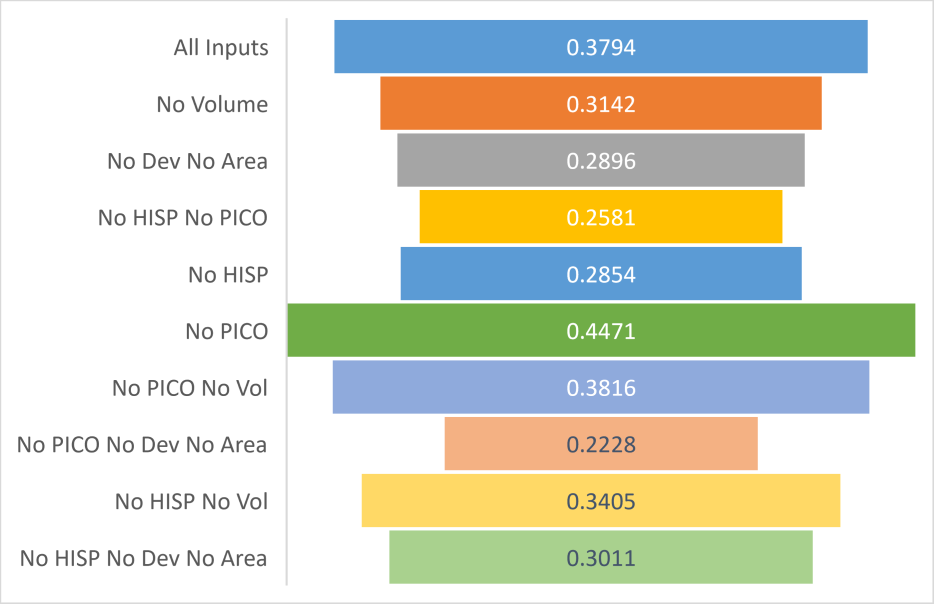 All Inputs 0.3794
No Volume 0.3142
No Dev No Area 0.2896
No HISP No PICO 0.2581
No HISP 0.2854
No PICO 0.4471
No PICO No Vol 0.3816
No PICO No Dev No Area 0.2228
No HISP No Vol 0.3405
No HISP No Dev No Area 0.3011